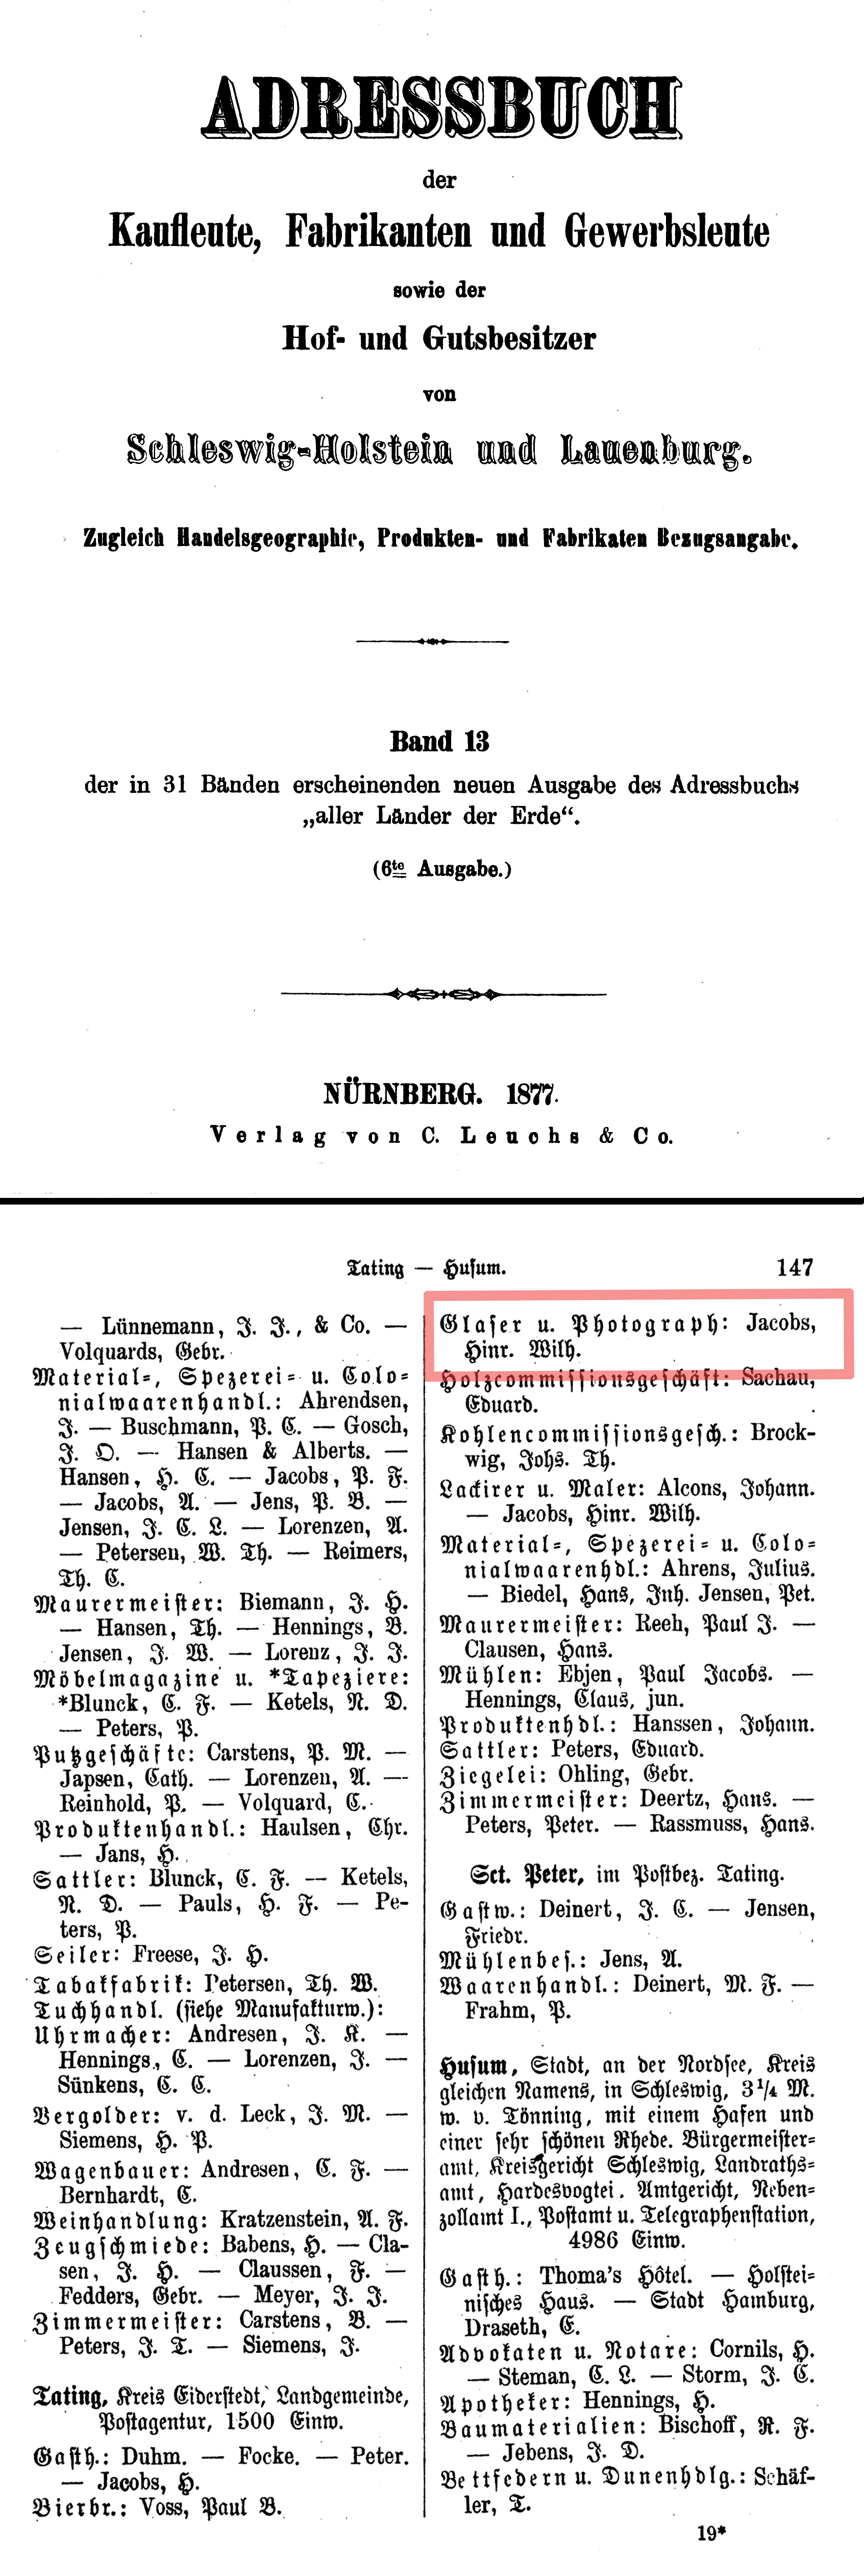 ADRESSBUCH
der
Kaufleute, Fabrikanten und Gewerbsleute
sowie der
Hof- und Gutsbesitzer
von
Schleswig-Holstein und Lauenburg.
Zugleich Handelsgeographie, Produkten- und Fabrikaten Bezugsangabe.
Band 13
der in 31 Bänden erscheinenden neuen Ausgabe des Adressbuchs
„aller Länder der Erde“.
(6te Ausgabe.)
NÜRNBERG. 1877.
Verlag von C. Leuchs & Co.
Tating — Husum. 147
— Lünnemann, J. J., & Co. —
Volquards, Gebr.
Material-, Spezerei- u. Colo-
nialwaarenhandl.: Ahrendsen,
J. — Buschmann, P. C. — Gosch,
J. O. — Hansen & Alberts. —
Hansen, H. C. — Jacobs, P. F.
— Jacobs, A. — Jens, P. B. —
Jensen, J. C. L. — Lorenzen, A.
— Petersen, W. Th. — Reimers,
Th. C.
Maurermeister: Biemann, J. H.
— Hansen, Th. — Hennings, B.
Jensen, J. W. — Lorenz, J. J.
Möbelmagazine u. *Tapeziere:
*Blunck, C. F. — Ketels, N. D.
— Peters, P.
Putzgeschäfte: Carstens, P. M. —
Japsen, Cath. — Lorenzen, A. —
Reinhold, P. — Volquard, C.
Produktenhandl.: Haulsen, Chr.
— Jans, H.
Sattler: Blunck, C. F. — Ketels,
N. D. — Pauls, H. F. — Pe-
ters, P.
Seiler: Freese, J. H.
Tabakfabrik: Petersen, Th. W.
Tuchhandl. (siehe Manufakturw.):
Uhrmacher: Andresen, J. K. —
Hennings, C. — Lorenzen, J. —
Sünkens, C. C.
Vergolder: v. d. Leck, J. M. —
Siemens, H. P.
Wagenbauer: Andresen, C. F. —
Bernhardt, C.
Weinhandlung: Kratzenstein, A. F.
Zeugschmiede: Babens, H. — Cla-
sen, J. H. — Claussen, F. —
Fedders, Gebr. — Meyer, J. J.
Zimmermeister: Carstens, B. —
Peters, J. T. — Siemens, J.
Tating, Kreis Eiderstedt, Landgemeinde,
Postagentur, 1500 Einw.
Gasth.: Duhm. — Focke. — Peter.
— Jacobs, H.
Bierbr.: Voss, Paul B.
Glaser u. Photograph: Jacobs,
Hinr. Wilh.
Holzcommissionsgeschäft: Sachau,
Eduard.
Kohlencommissionsgesch.: Brock-
wig, Johs. Th.
Lackirer u. Maler: Alcons, Johann.
— Jacobs, Hinr. Wilh.
Material-, Spezerei- u. Colo-
nialwaarenhdl.: Ahrens, Julius.
— Biedel, Hans, Inh. Jensen, Pet.
Maurermeister: Reeh, Paul J. —
Clausen, Hans.
Mühlen: Ebjen, Paul Jacobs. —
Hennings, Claus, jun.
Produktenhdl.: Hanssen, Johann.
Sattler: Peters, Eduard.
Ziegelei: Ohling, Gebr.
Zimmermeister: Deertz, Hans. —
Peters, Peter. — Rassmuss, Hans.
Sct. Peter, im Postbez. Tating.
Gastw.: Deinert, J. C. — Jensen,
Friedr.
Mühlenbes.: Jens, A.
Waarenhandl.: Deinert, M. F. —
Frahm, P.
Husum, Stadt, an der Nordsee, Kreis
gleichen Namens, in Schleswig, 3¼ M.
w. v. Tönning, mit einem Hafen und
einer sehr schönen Rhede. Bürgermeister-
amt, Kreisgericht Schleswig, Landraths-
amt, Hardesvogtei. Amtgericht, Neben-
zollamt I., Postamt u. Telegraphenstation,
4986 Einw.
Gasth.: Thoma's Hôtel. — Holstei-
nisches Haus. — Stadt Hamburg,
Draseth, E.
Advokaten u. Notare: Cornils, H.
— Steman, C. L. — Storm, J. C.
Apotheker: Hennings, H.
Baumaterialien: Bischoff, N. F.
— Jebens, J. D.
Bettfedern u. Dunenhdlg.: Schäf-
ler, T.
19*